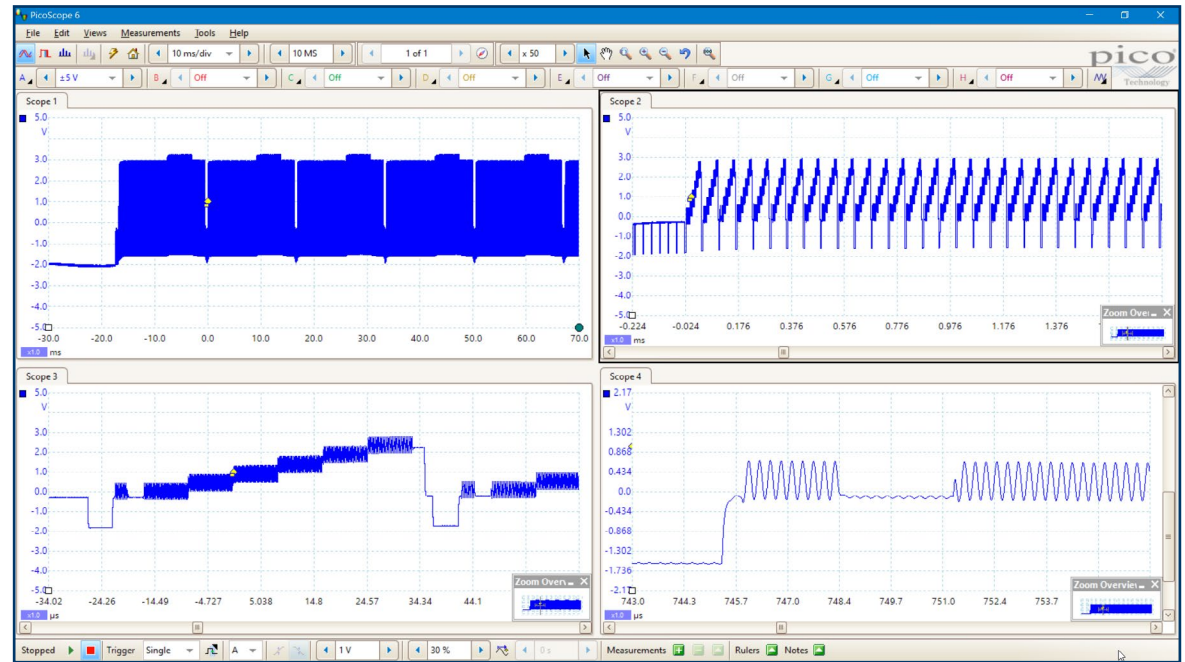 PicoScope 6
File Edit Views Measurements Tools Help
10 ms/div 10 MS 1 of 1 x 50
pico
Technology
A ±5 V B Off C Off D Off E Off F Off G Off H Off
Scope 1
5.0
V
3.0
2.0
1.0
0.0
-1.0
-2.0
-3.0
-4.0
-5.0
-30.0 -20.0 -10.0 0.0 10.0 20.0 30.0 40.0 50.0 60.0 70.0
x1.0 ms
Scope 2
5.0
V
3.0
2.0
1.0
0.0
-1.0
-2.0
-3.0
-4.0
-5.0
Zoom Over
-0.224 -0.024 0.176 0.376 0.576 0.776 0.976 1.176 1.376
x1.0 ms
Scope 3
5.0
V
3.0
2.0
1.0
0.0
-1.0
-2.0
-3.0
-4.0
-5.0
Zoom Overv
-34.02 -24.26 -14.49 -4.727 5.038 14.8 24.57 34.34 44.1
x1.0 µs
Scope 4
2.17
V
1.302
0.868
0.434
0.0
-0.434
-0.868
-1.302
-1.736
-2.17
Zoom Overview
743.0 744.3 745.7 747.0 748.4 749.7 751.0 752.4 753.7
x1.0 µs
Stopped Trigger Single A 1 V 30 % 0 s Measurements Rulers Notes